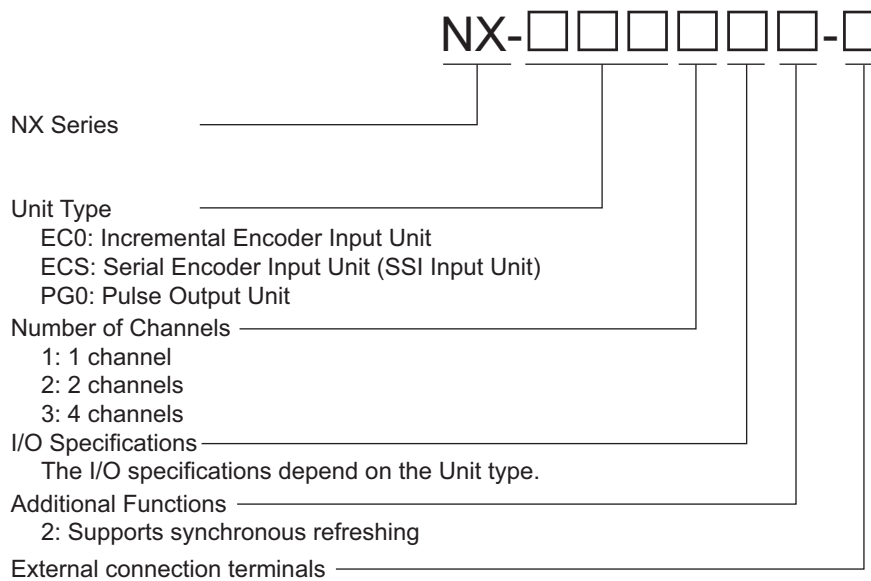 NX-□□□□□□-□
NX Series
Unit Type
EC0: Incremental Encoder Input Unit
ECS: Serial Encoder Input Unit (SSI Input Unit)
PG0: Pulse Output Unit
Number of Channels
1: 1 channel
2: 2 channels
3: 4 channels
I/O Specifications
The I/O specifications depend on the Unit type.
Additional Functions
2: Supports synchronous refreshing
External connection terminals